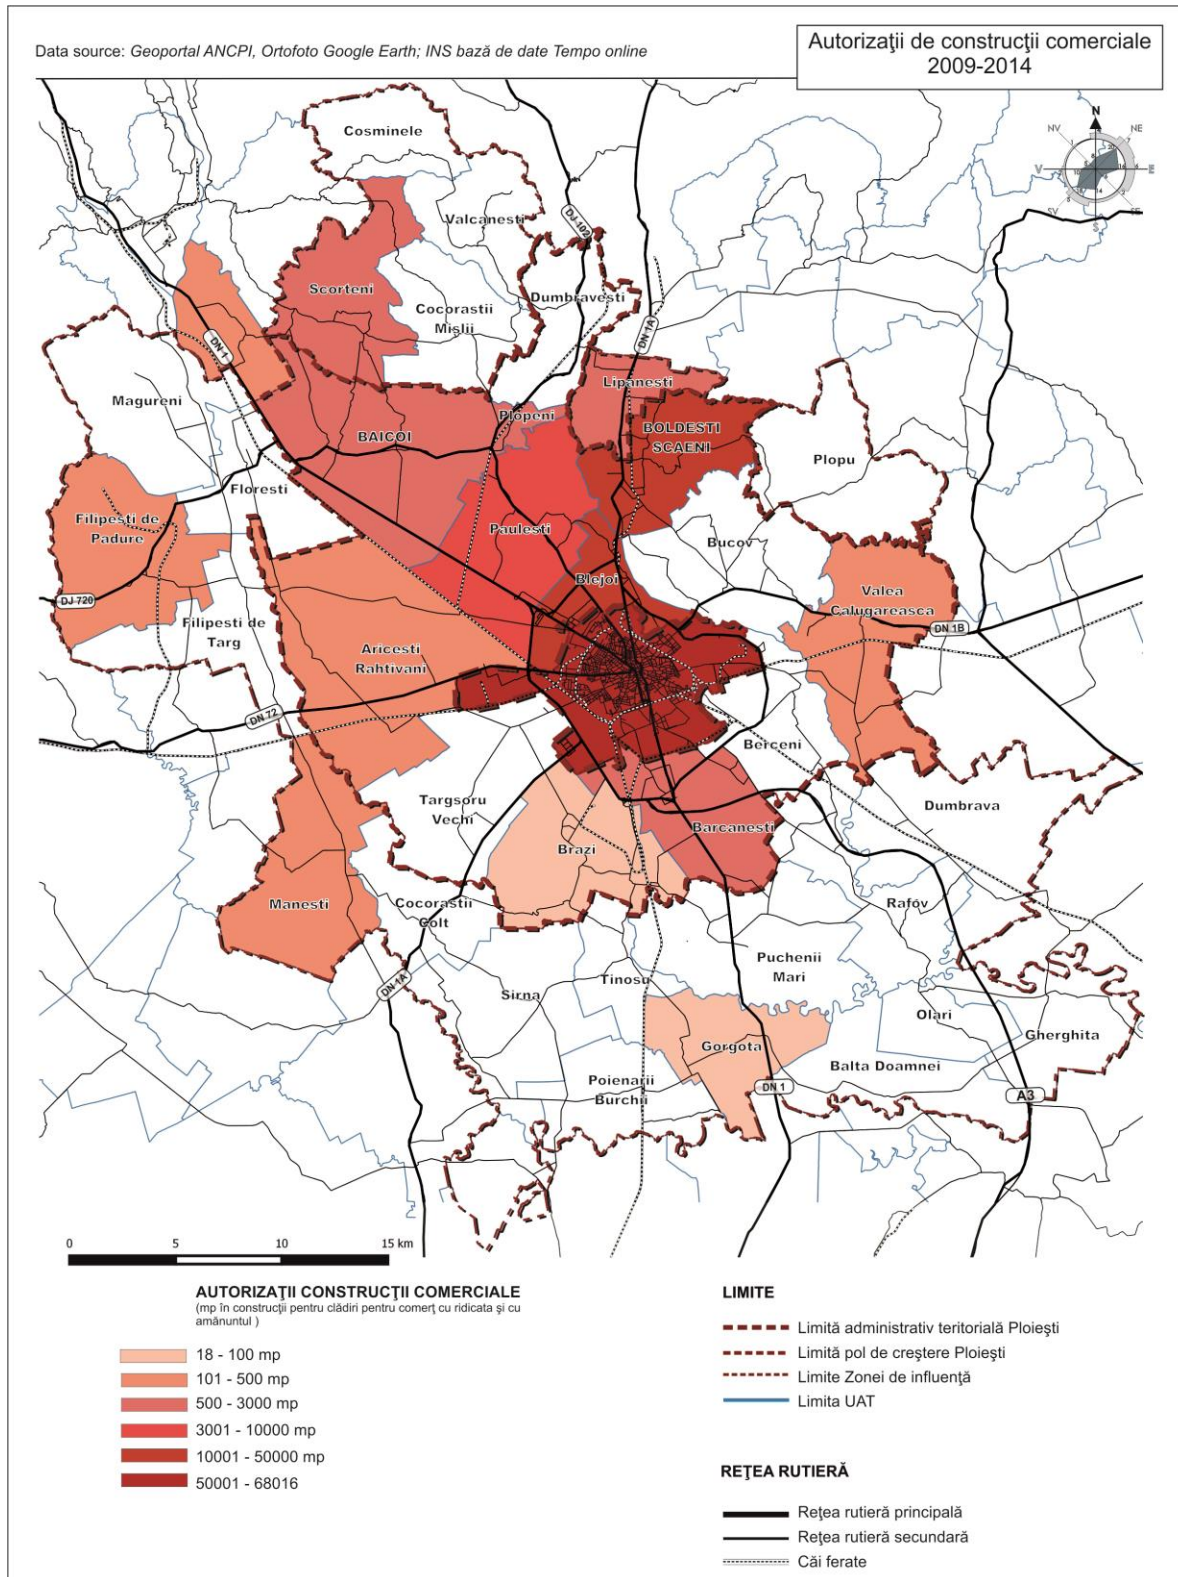 Data source: Geoportal ANCPI, Ortofoto Google Earth; INS bază de date Tempo online
Autorizaţii de construcţii comerciale
2009-2014
N
NV
NE
V
E
SV
SE
S
Cosminele
Valcanesti
DJ-102
Scorteni
Cocorastii
Mislii
Dumbravesti
DN-1A
DN-1
Magureni
Lipanesti
Plopeni
BAICOI
BOLDESTI
SCAENI
Plopu
Floresti
Filipesti de
Padure
Paulesti
Bucov
Blejoi
Valea
Calugareasca
DJ 720
Filipesti de
Targ
Aricesti
Rahtivani
DN 1B
DN 72
Berceni
Targsoru
Vechi
Dumbrava
Brazi
Barcanesti
Manesti
Cocorastii
Colt
Rafov
Puchenii
Mari
DN 1A
Sirna
Tinosu
Olari
Gherghita
Gorgota
Balta Doamnei
Poienarii
Burchii
DN 1
A3
0
5
10
15 km
AUTORIZAŢII CONSTRUCŢII COMERCIALE
(mp în construcţii pentru clădiri pentru comerţ cu ridicata şi cu
amănuntul )
18 - 100 mp
101 - 500 mp
500 - 3000 mp
3001 - 10000 mp
10001 - 50000 mp
50001 - 68016
LIMITE
Limită administrativ teritorială Ploieşti
Limită pol de creştere Ploieşti
Limite Zonei de influenţă
Limita UAT
REŢEA RUTIERĂ
Reţea rutieră principală
Reţea rutieră secundară
Căi ferate